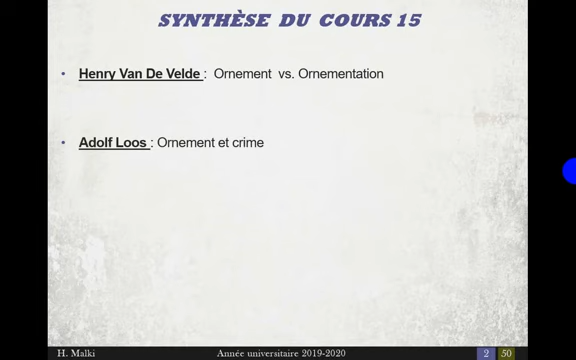 SYNTHÈSE DU COURS 15
• Henry Van De Velde : Ornement vs. Ornementation
• Adolf Loos : Ornement et crime
H. Malki Année universitaire 2019-2020 2 50